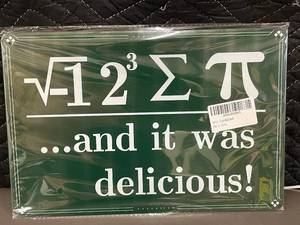 √-1 2³ Σ π
...and it was
delicious!